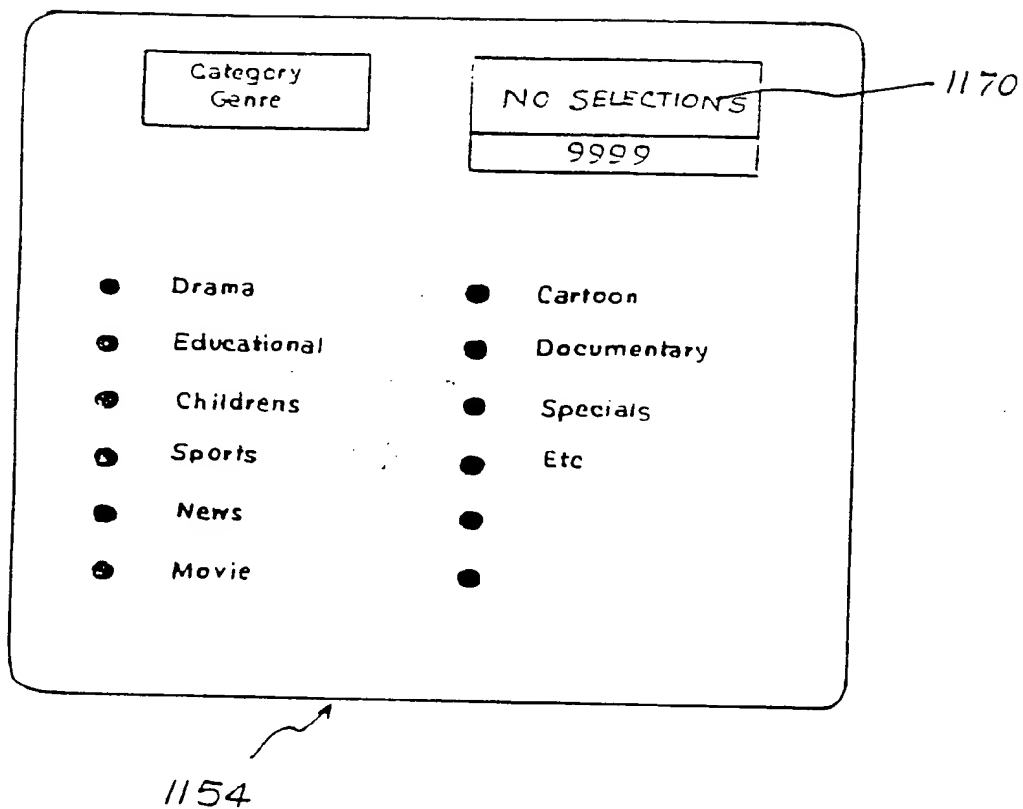 Category
Genre
NO SELECTIONS
9999
1170
Drama
Educational
Childrens
Sports
News
Movie
Cartoon
Documentary
Specials
Etc
1154